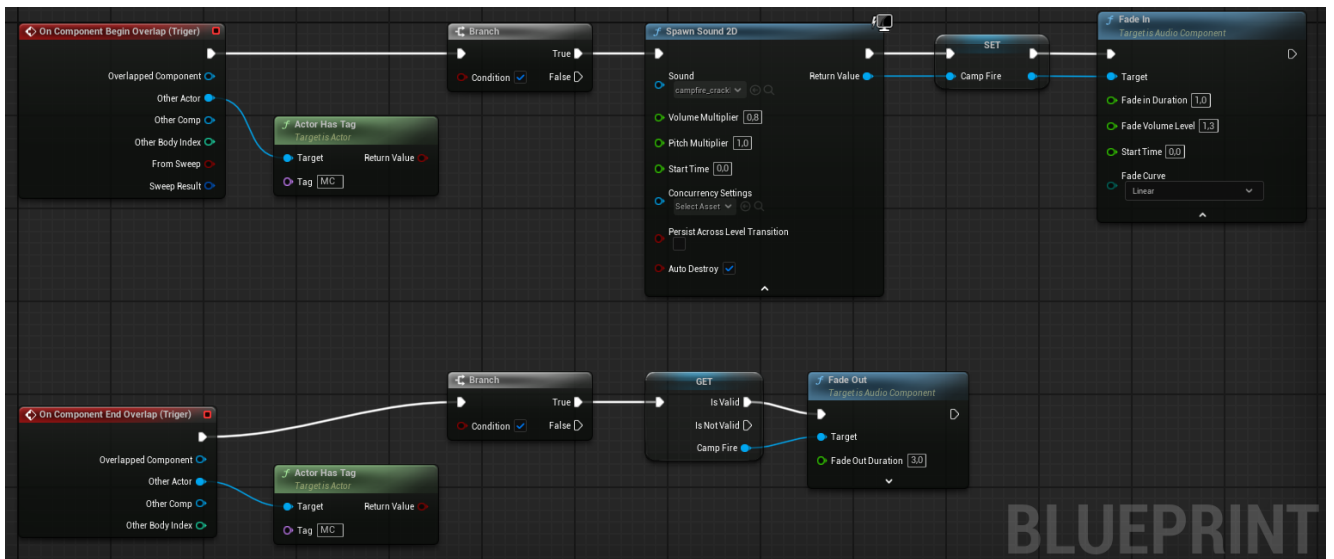 On Component Begin Overlap (Triger)
Overlapped Component
Other Actor
Other Comp
Other Body Index
From Sweep
Sweep Result
Actor Has Tag
Target is Actor
Target
Return Value
Tag
MC
Branch
True
Condition
False
Spawn Sound 2D
Sound
Return Value
campfire_crack
Volume Multiplier
0,8
Pitch Multiplier
1,0
Start Time
0,0
Concurrency Settings
Select Asset
Persist Across Level Transition
Auto Destroy
SET
Camp Fire
Fade In
Target is Audio Component
Target
Fade in Duration
1,0
Fade Volume Level
1,3
Start Time
0,0
Fade Curve
Linear
On Component End Overlap (Triger)
Overlapped Component
Other Actor
Other Comp
Other Body Index
Actor Has Tag
Target is Actor
Target
Return Value
Tag
MC
Branch
True
Condition
False
GET
Is Valid
Is Not Valid
Camp Fire
Fade Out
Target is Audio Component
Target
Fade Out Duration
3,0
BLUEPRINT